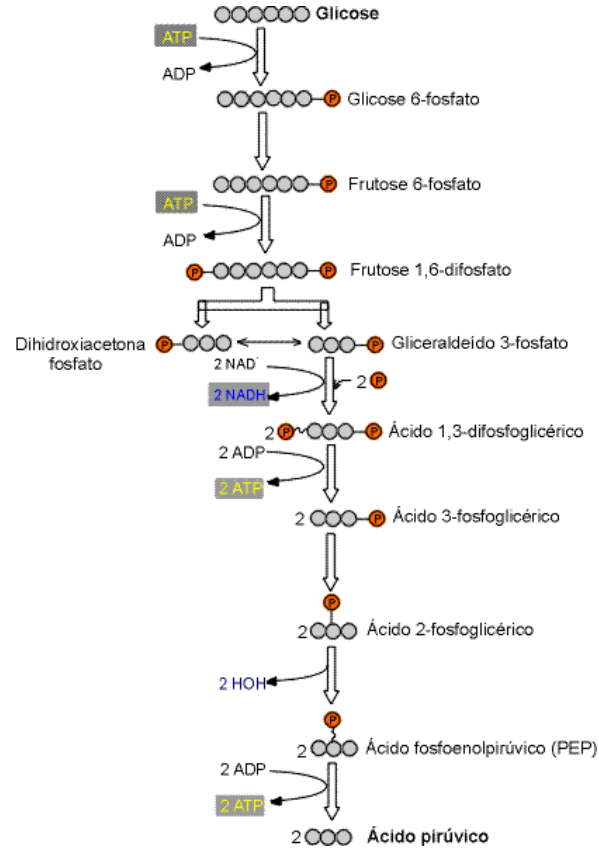 Glicose
ATP
ADP
P
Glicose 6-fosfato
P
Frutose 6-fosfato
ATP
ADP
P
P
Frutose 1,6-difosfato
Dihidroxiacetona
fosfato
P
P
Gliceraldeído 3-fosfato
2 NAD+
2 P
2 NADH
2 P
P
Ácido 1,3-difosfoglicérico
2 ADP
2 ATP
2
P
Ácido 3-fosfoglicérico
P
2
Ácido 2-fosfoglicérico
2 HOH
P
2
Ácido fosfoenolpirúvico (PEP)
2 ADP
2 ATP
2
Ácido pirúvico